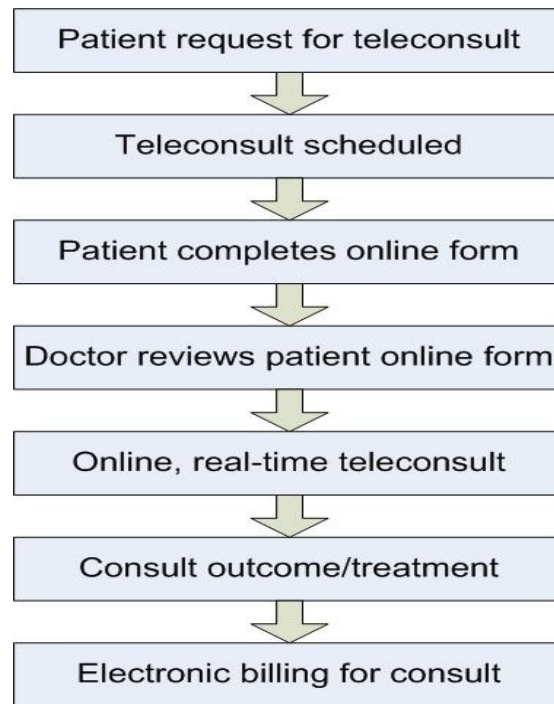 Patient request for teleconsult
Teleconsult scheduled
Patient completes online form
Doctor reviews patient online form
Online, real-time teleconsult
Consult outcome/treatment
Electronic billing for consult